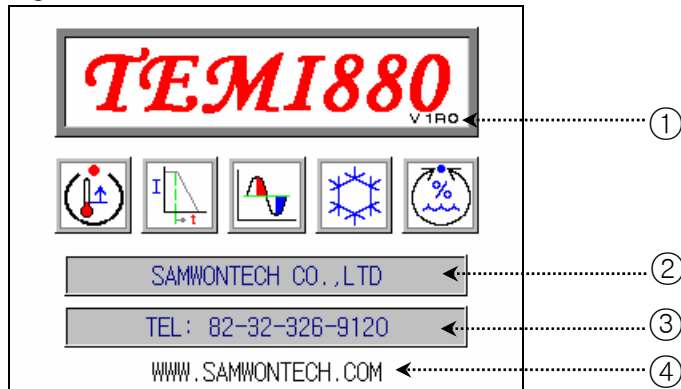 TEMI880
V1R0
①
I
t
%
SAMWONTECH CO.,LTD
②
TEL: 82-32-326-9120
③
WWW.SAMWONTECH.COM
④